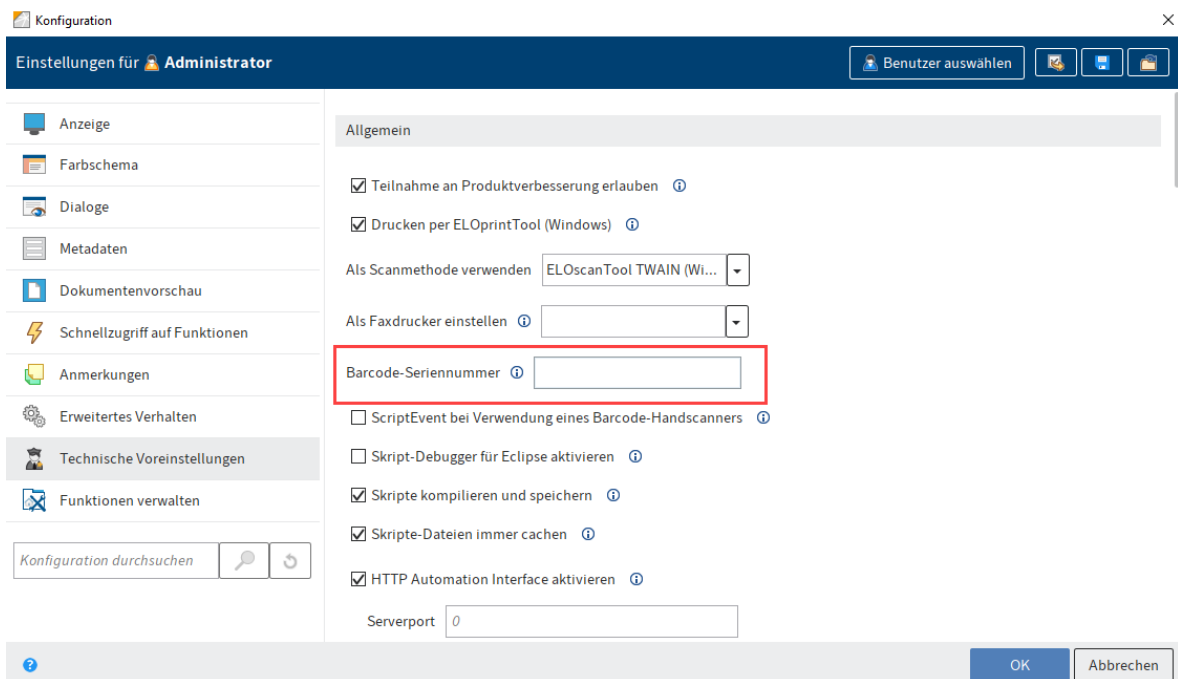 Konfiguration
Einstellungen für Administrator
Benutzer auswählen
Anzeige
Farbschema
Dialoge
Metadaten
Dokumentenvorschau
Schnellzugriff auf Funktionen
Anmerkungen
Erweitertes Verhalten
Technische Voreinstellungen
Funktionen verwalten
Konfiguration durchsuchen
Allgemein
Teilnahme an Produktverbesserung erlauben
Drucken per ELOprintTool (Windows)
Als Scanmethode verwenden ELOscanTool TWAIN (Wi...
Als Faxdrucker einstellen
Barcode-Seriennummer
ScriptEvent bei Verwendung eines Barcode-Handscanners
Skript-Debugger für Eclipse aktivieren
Skripte kompilieren und speichern
Skripte-Dateien immer cachen
HTTP Automation Interface aktivieren
Serverport 0
OK Abbrechen